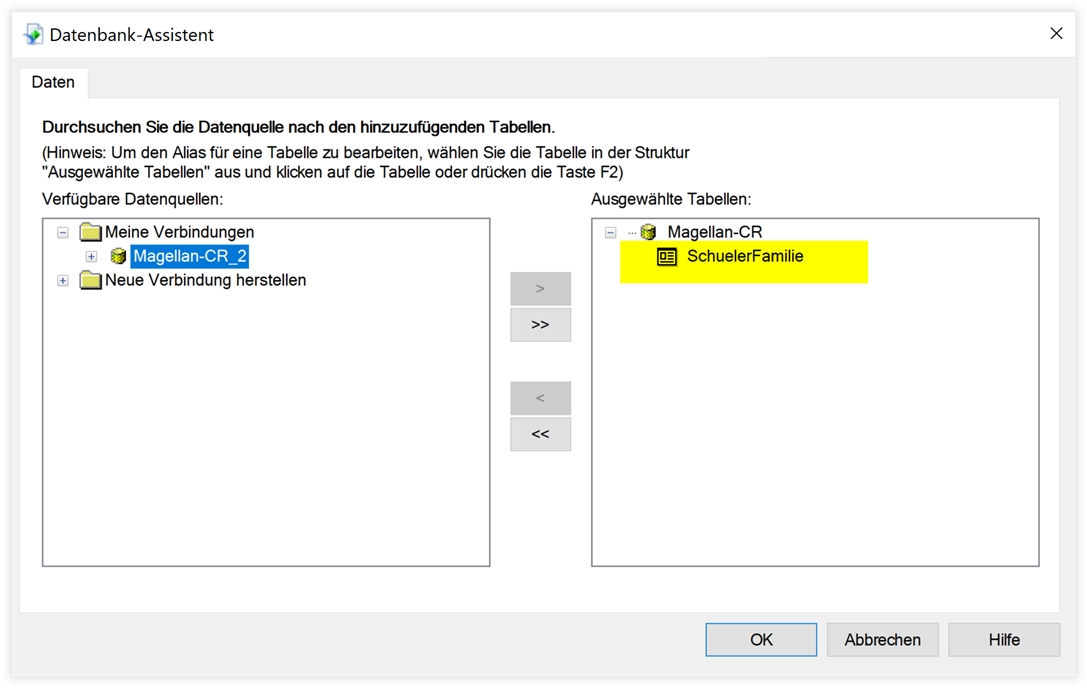 Datenbank-Assistent
Daten
Durchsuchen Sie die Datenquelle nach den hinzuzufügenden Tabellen.
(Hinweis: Um den Alias für eine Tabelle zu bearbeiten, wählen Sie die Tabelle in der Struktur
"Ausgewählte Tabellen" aus und klicken auf die Tabelle oder drücken die Taste F2)
Verfügbare Datenquellen:
Meine Verbindungen
Magellan-CR_2
Neue Verbindung herstellen
>
>>
<
<<
Ausgewählte Tabellen:
Magellan-CR
SchuelerFamilie
OK
Abbrechen
Hilfe